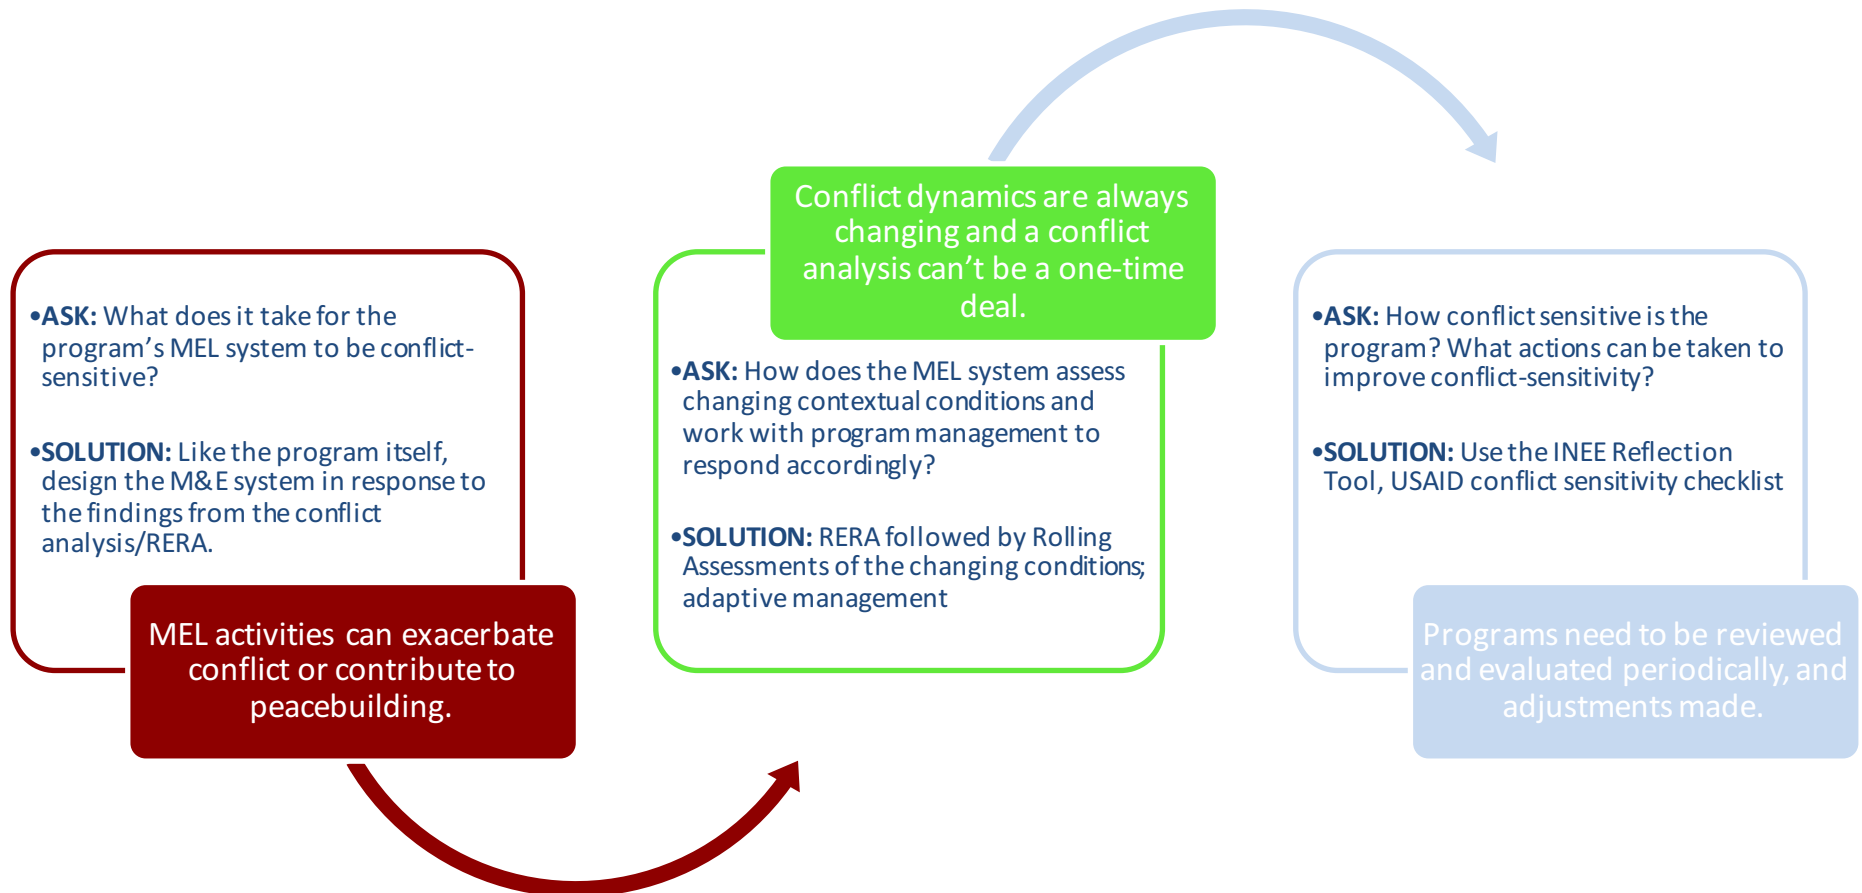 •ASK: What does it take for the
program’s MEL system to be conflict-
sensitive?
•SOLUTION: Like the program itself,
design the M&E system in response to
the findings from the conflict
analysis/RERA.
MEL activities can exacerbate
conflict or contribute to
peacebuilding.
Conflict dynamics are always
changing and a conflict
analysis can’t be a one-time
deal.
•ASK: How does the MEL system assess
changing contextual conditions and
work with program management to
respond accordingly?
•SOLUTION: RERA followed by Rolling
Assessments of the changing conditions;
adaptive management
•ASK: How conflict sensitive is the
program? What actions can be taken to
improve conflict-sensitivity?
•SOLUTION: Use the INEE Reflection
Tool, USAID conflict sensitivity checklist
Programs need to be reviewed
and evaluated periodically, and
adjustments made.